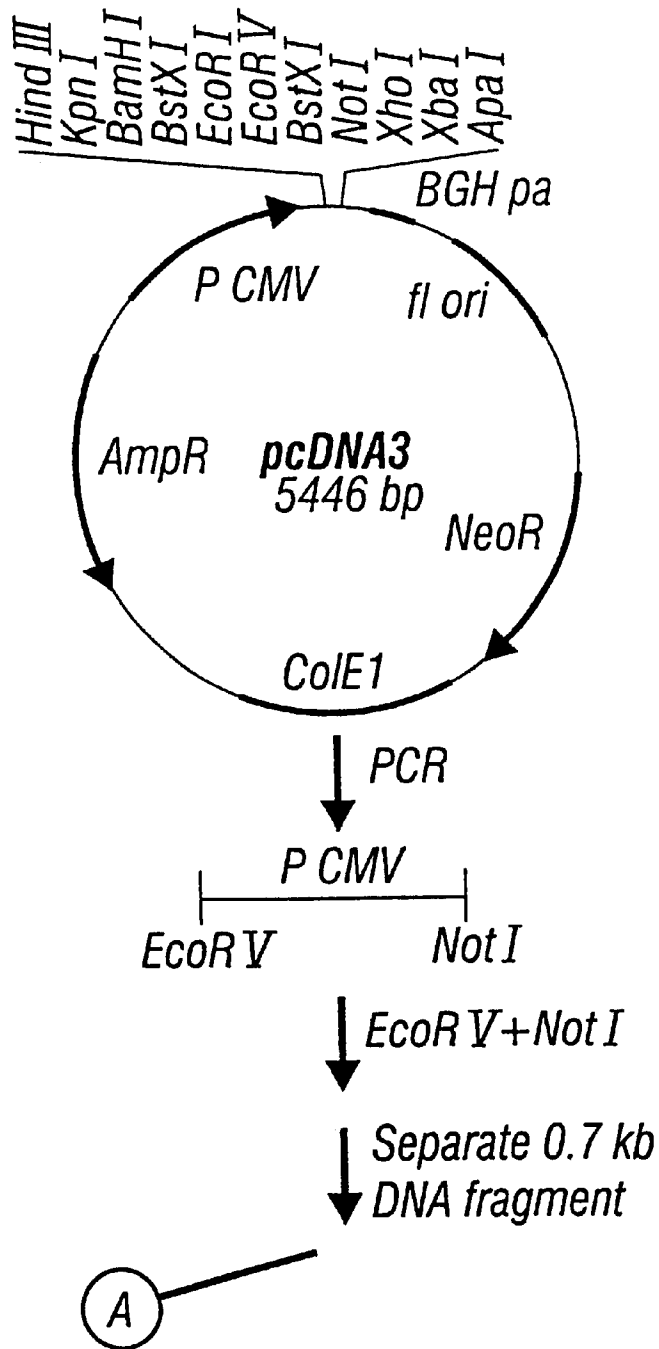 Hind III
Kpn I
BamH I
BstX I
EcoR I
EcoR V
BstX I
Not I
Xho I
Xba I
Apa I
BGH pa
P CMV
fl ori
AmpR
pcDNA3
5446 bp
NeoR
ColE1
PCR
P CMV
EcoR V
Not I
EcoR V+Not I
Separate 0.7 kb
DNA fragment
A